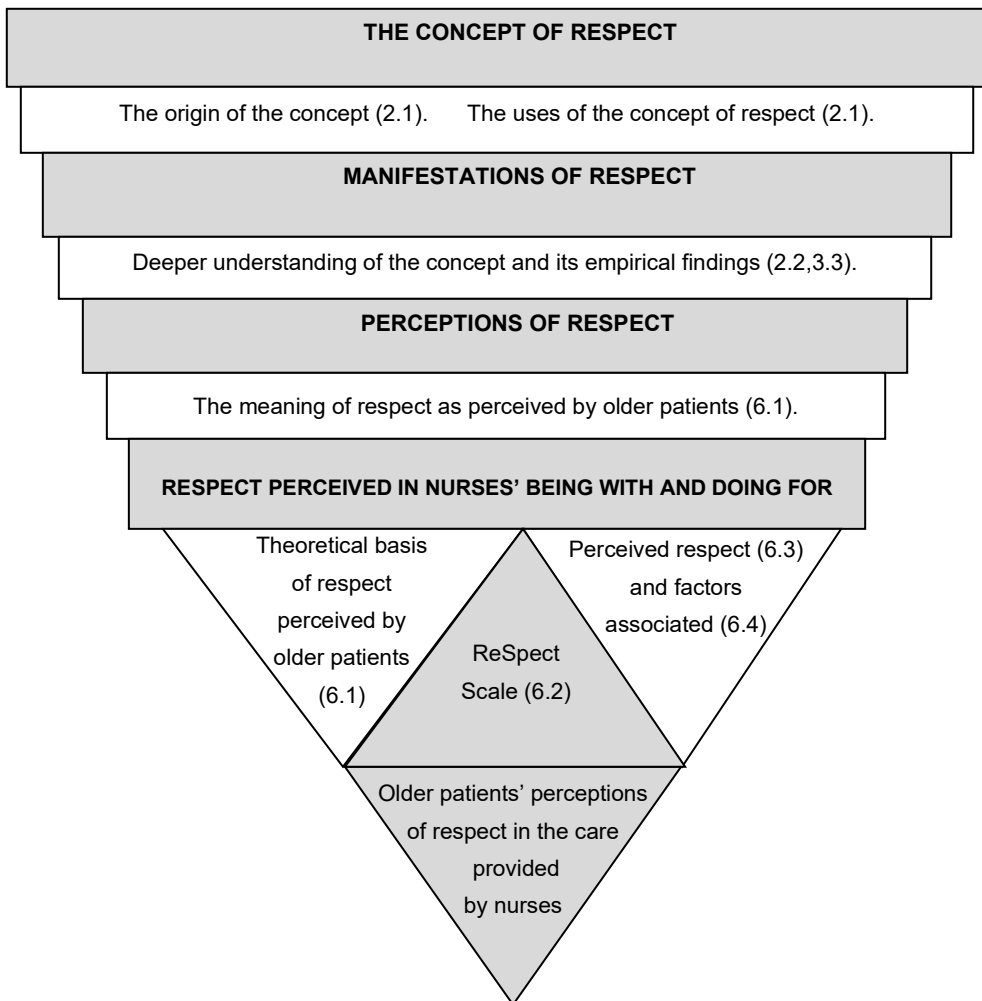 THE CONCEPT OF RESPECT
The origin of the concept (2.1). The uses of the concept of respect (2.1).
MANIFESTATIONS OF RESPECT
Deeper understanding of the concept and its empirical findings (2.2,3.3).
PERCEPTIONS OF RESPECT
The meaning of respect as perceived by older patients (6.1).
RESPECT PERCEIVED IN NURSES’ BEING WITH AND DOING FOR
Theoretical basis
of respect
perceived by
older patients
(6.1)
ReSpect
Scale (6.2)
Perceived respect (6.3)
and factors
associated (6.4)
Older patients’ perceptions
of respect in the care
provided
by nurses